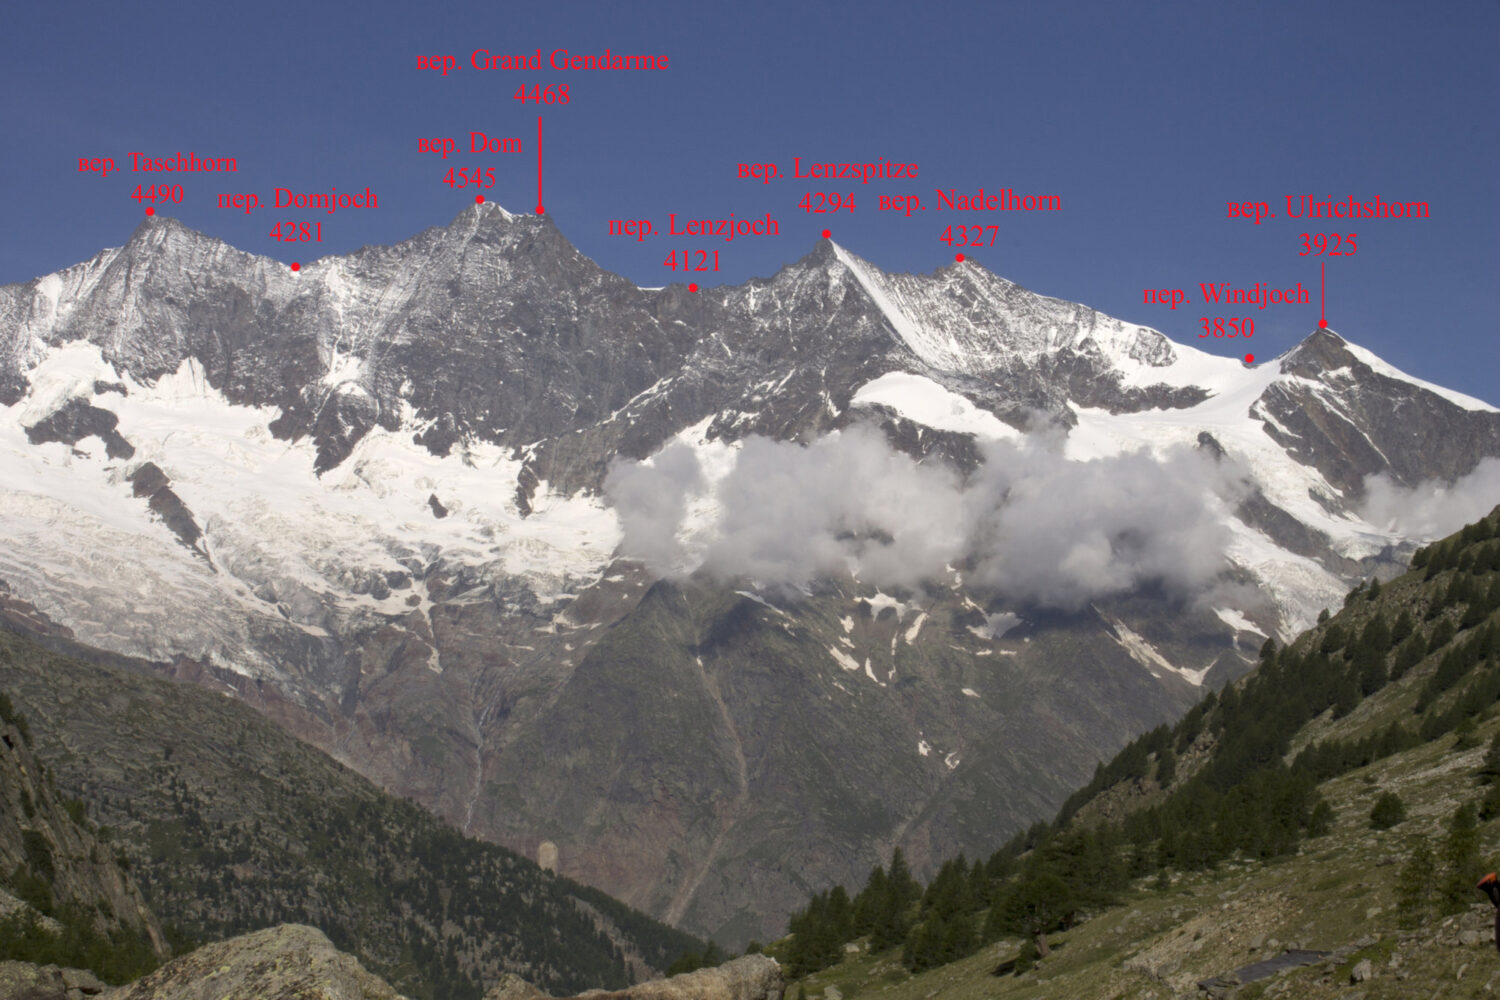 вер. Grand Gendarme
4468
вер. Dom
4545
вер. Taschhorn
4490
пер. Domjoch
4281
пер. Lenzjoch
4121
вер. Lenzspitze
4294
вер. Nadelhorn
4327
пер. Windjoch
3850
вер. Ulrichshorn
3925